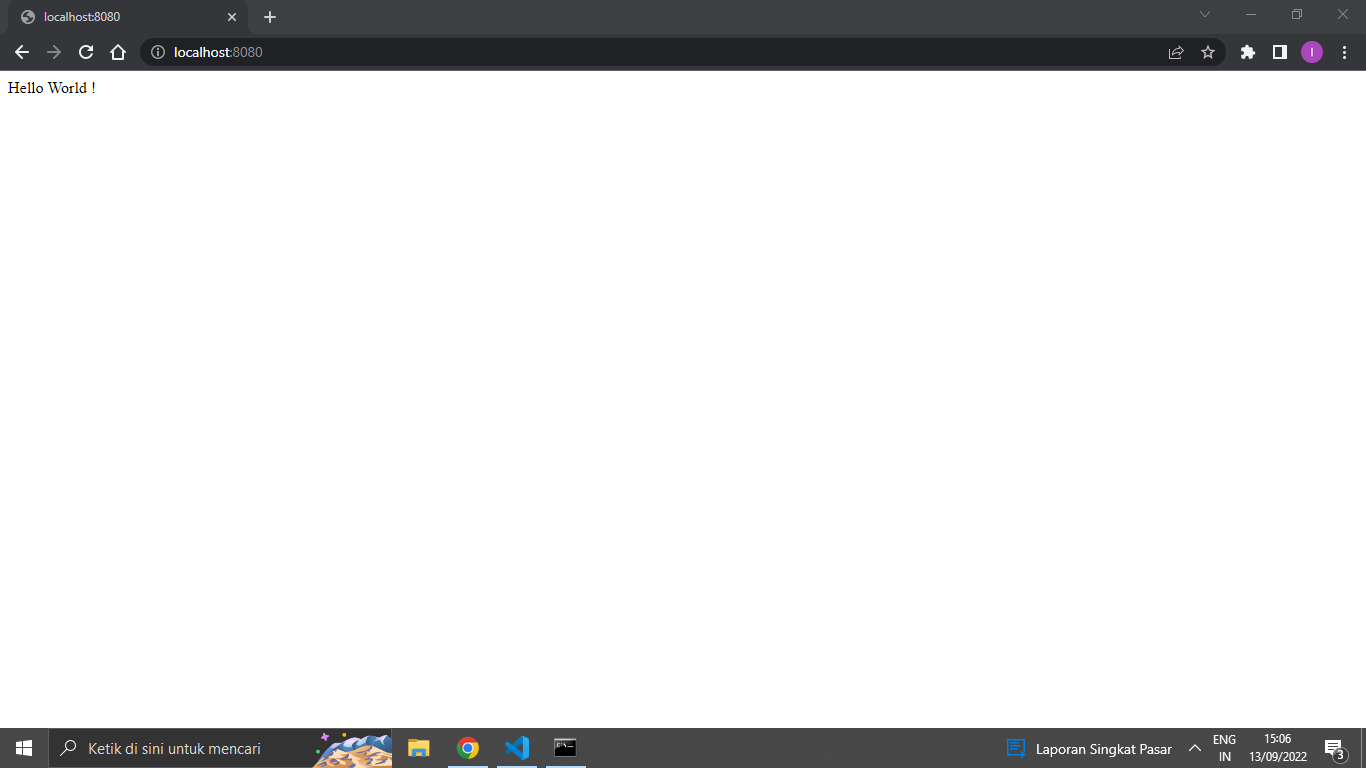 localhost:8080
localhost:8080
I
Hello World !
Ketik di sini untuk mencari
Laporan Singkat Pasar
ENG
IN
15:06
13/09/2022
3